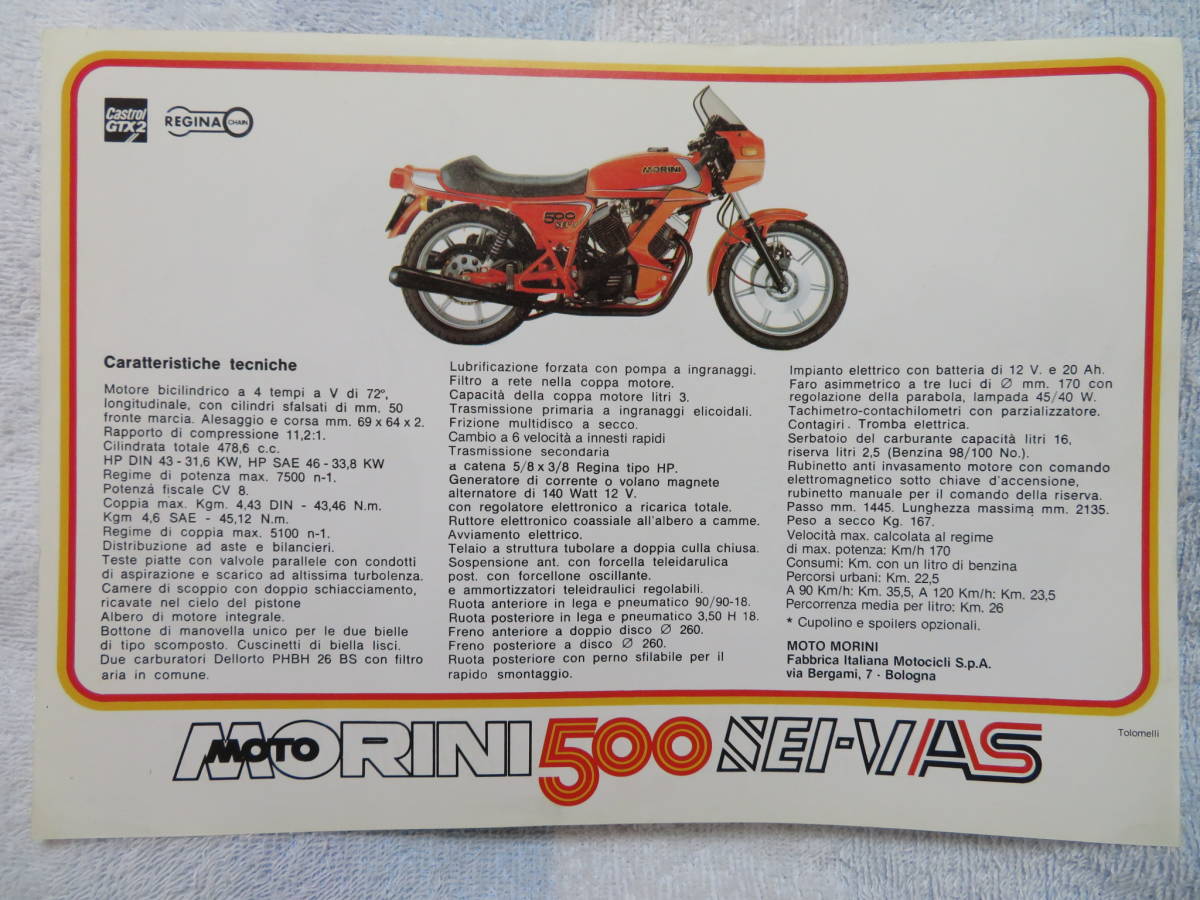 Castrol
GTX2
REGINA CHAIN
MORINI
500
SEI-V
Caratteristiche tecniche
Motore bicilindrico a 4 tempi a V di 72°,
longitudinale, con cilindri sfalsati di mm. 50
fronte marcia. Alesaggio e corsa mm. 69 x 64 x 2.
Rapporto di compressione 11,2:1.
Cilindrata totale 478,6 c.c.
HP DIN 43 - 31,6 KW, HP SAE 46 - 33,8 KW
Regime di potenza max. 7500 n-1.
Potenza fiscale CV 8.
Coppia max. Kgm. 4,43 DIN - 43,46 N.m.
Kgm 4,6 SAE - 45,12 N.m.
Regime di coppia max. 5100 n-1.
Distribuzione ad aste e bilancieri.
Teste piatte con valvole parallele con condotti
di aspirazione e scarico ad altissima turbolenza.
Camere di scoppio con doppio schiacciamento,
ricavate nel cielo del pistone
Albero di motore integrale.
Bottone di manovella unico per le due bielle
di tipo scomposto. Cuscinetti di biella lisci.
Due carburatori Dellorto PHBH 26 BS con filtro
aria in comune.
Lubrificazione forzata con pompa a ingranaggi.
Filtro a rete nella coppa motore.
Capacità della coppa motore litri 3.
Trasmissione primaria a ingranaggi elicoidali.
Frizione multidisco a secco.
Cambio a 6 velocità a innesti rapidi
Trasmissione secondaria
a catena 5/8 x 3/8 Regina tipo HP.
Generatore di corrente o volano magnete
alternatore di 140 Watt 12 V.
con regolatore elettronico a ricarica totale.
Ruttore elettronico coassiale all'albero a camme.
Avviamento elettrico.
Telaio a struttura tubolare a doppia culla chiusa.
Sospensione ant. con forcella teleidarulica
post. con forcellone oscillante.
e ammortizzatori teleidraulici regolabili.
Ruota anteriore in lega e pneumatico 90/90-18.
Ruota posteriore in lega e pneumatico 3,50 H 18.
Freno anteriore a doppio disco Ø 260.
Freno posteriore a disco Ø 260.
Ruota posteriore con perno sfilabile per il
rapido smontaggio.
Impianto elettrico con batteria di 12 V. e 20 Ah.
Faro asimmetrico a tre luci di Ø mm. 170 con
regolazione della parabola, lampada 45/40 W.
Tachimetro-contachilometri con parzializzatore.
Contagiri. Tromba elettrica.
Serbatoio del carburante capacità litri 16,
riserva litri 2,5 (Benzina 98/100 No.).
Rubinetto anti invasamento motore con comando
elettromagnetico sotto chiave d'accensione,
rubinetto manuale per il comando della riserva.
Passo mm. 1445. Lunghezza massima mm. 2135.
Peso a secco Kg. 167.
Velocità max. calcolata al regime
di max. potenza: Km/h 170
Consumi: Km. con un litro di benzina
Percorsi urbani: Km. 22,5
A 90 Km/h: Km. 35,5, A 120 Km/h: Km. 23,5
Percorrenza media per litro: Km. 26
* Cupolino e spoilers opzionali.
MOTO MORINI
Fabbrica Italiana Motocicli S.p.A.
via Bergami, 7 - Bologna
MOTO MORINI 500 SEI-V/AS
Tolomelli